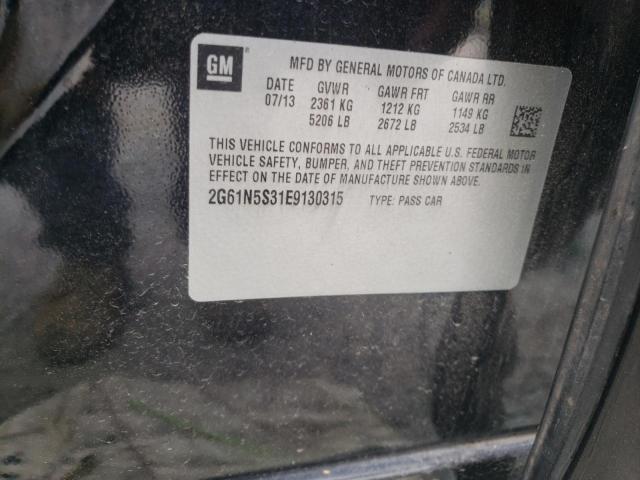 GM ®
MFD BY GENERAL MOTORS OF CANADA LTD.
DATE GVWR GAWR FRT GAWR RR
07/13 2361 KG 1212 KG 1149 KG
5206 LB 2672 LB 2534 LB
THIS VEHICLE CONFORMS TO ALL APPLICABLE U.S. FEDERAL MOTOR
VEHICLE SAFETY, BUMPER, AND THEFT PREVENTION STANDARDS IN
EFFECT ON THE DATE OF MANUFACTURE SHOWN ABOVE.
2G61N5S31E9130315 TYPE: PASS CAR